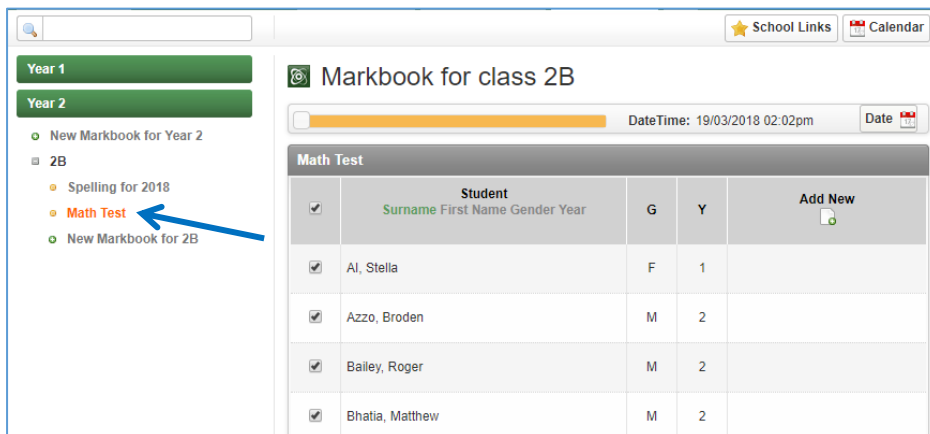 School Links Calendar
Year 1
Year 2
New Markbook for Year 2
2B
Spelling for 2018
Math Test
New Markbook for 2B
Markbook for class 2B
DateTime: 19/03/2018 02:02pm Date
Math Test
Student
Surname First Name Gender Year G Y Add New
Al, Stella F 1
Azzo, Broden M 2
Bailey, Roger M 2
Bhatia, Matthew M 2